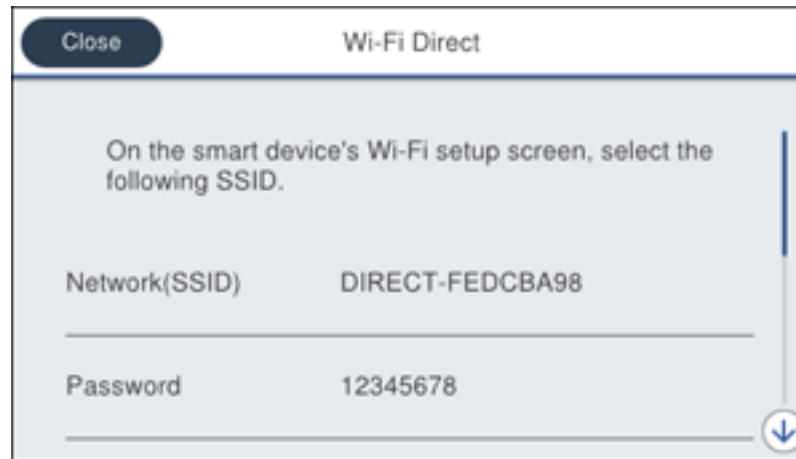 Close
Wi-Fi Direct
On the smart device's Wi-Fi setup screen, select the
following SSID.
Network(SSID) DIRECT-FEDCBA98
Password 12345678